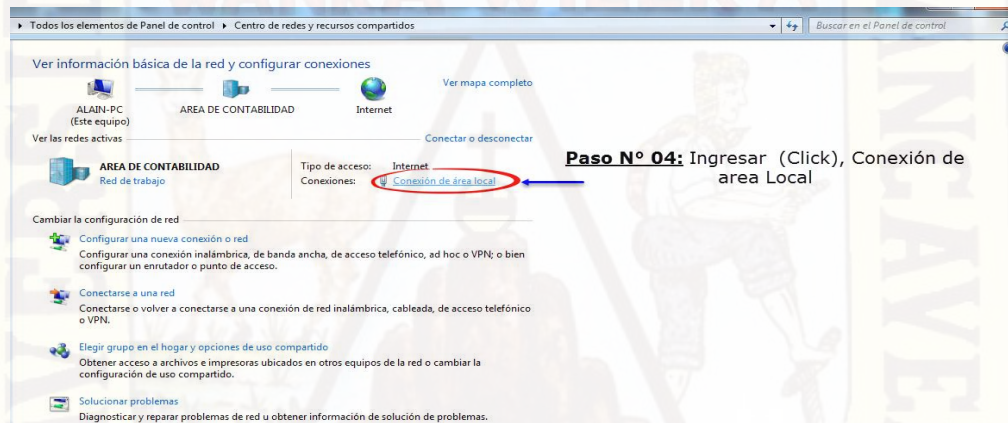 Todos los elementos de Panel de control Centro de redes y recursos compartidos
Buscar en el Panel de control
Ver información básica de la red y configurar conexiones
Ver mapa completo
ALAIN-PC
(Este equipo)
AREA DE CONTABILIDAD
Internet
Ver las redes activas
Conectar o desconectar
AREA DE CONTABILIDAD
Red de trabajo
Tipo de acceso: Internet
Conexiones: Conexión de área local
Paso Nº 04: Ingresar (Click), Conexión de
area Local
Cambiar la configuración de red
Configurar una nueva conexión o red
Configurar una conexión inalámbrica, de banda ancha, de acceso telefónico, ad hoc o VPN; o bien
configurar un enrutador o punto de acceso.
Conectarse a una red
Conectarse o volver a conectarse a una conexión de red inalámbrica, cableada, de acceso telefónico
o VPN.
Elegir grupo en el hogar y opciones de uso compartido
Obtener acceso a archivos e impresoras ubicados en otros equipos de la red o cambiar la
configuración de uso compartido.
Solucionar problemas
Diagnosticar y reparar problemas de red u obtener información de solución de problemas.